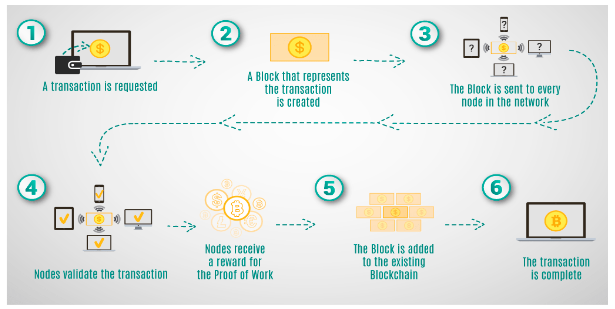 1
A transaction is requested
2
A Block that represents
the transaction
is created
3
The Block is sent to every
node in the network
4
Nodes validate the transaction
Nodes receive
a reward for
the Proof of Work
5
The Block is added
to the existing
Blockchain
6
The transaction
is complete